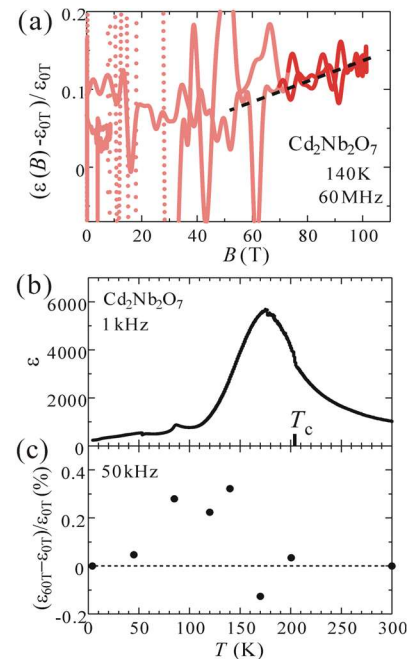 (a)
(ε(B)-ε0T)/ε0T
0.2
0.1
0
Cd2Nb2O7
140K
60MHz
0 20 40 60 80 100
B(T)
(b)
6000
4000
2000
0
ε
Cd2Nb2O7
1kHz
Tc
(c)
50kHz
(ε60T-ε0T)/ε0T(%)
0.4
0.2
0
-0.2
0 50 100 150 200 250 300
T (K)